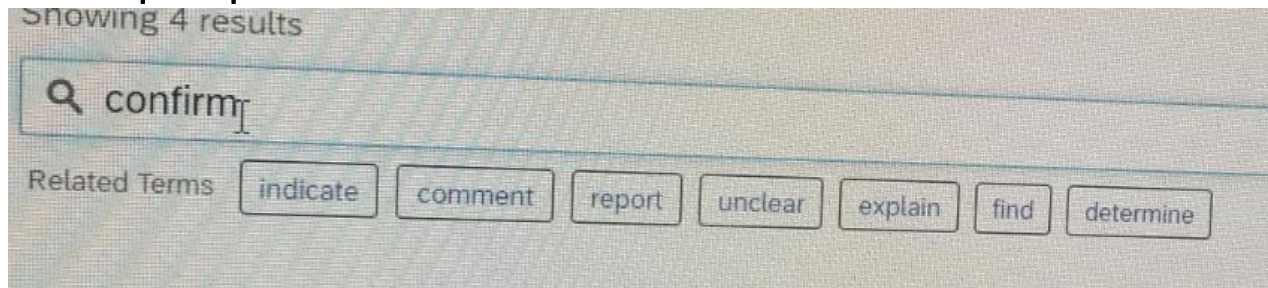 Showing 4 results
confirm
Related Terms indicate comment report unclear explain find determine